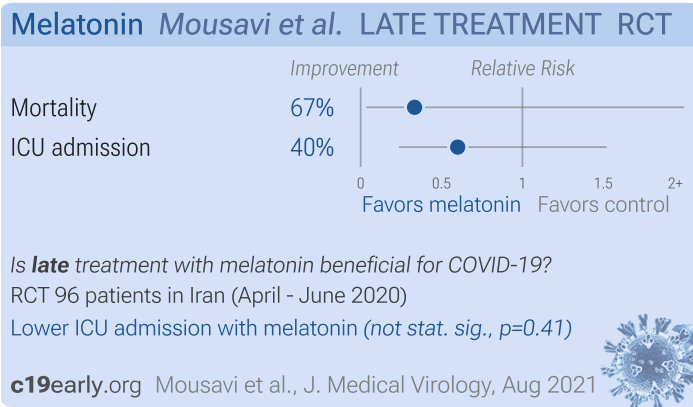 Melatonin Mousavi et al. LATE TREATMENT RCT
Improvement Relative Risk
Mortality 67%
ICU admission 40%
0 0.5 1 1.5 2+
Favors melatonin Favors control
Is late treatment with melatonin beneficial for COVID-19?
RCT 96 patients in Iran (April - June 2020)
Lower ICU admission with melatonin (not stat. sig., p=0.41)
c19early.org Mousavi et al., J. Medical Virology, Aug 2021